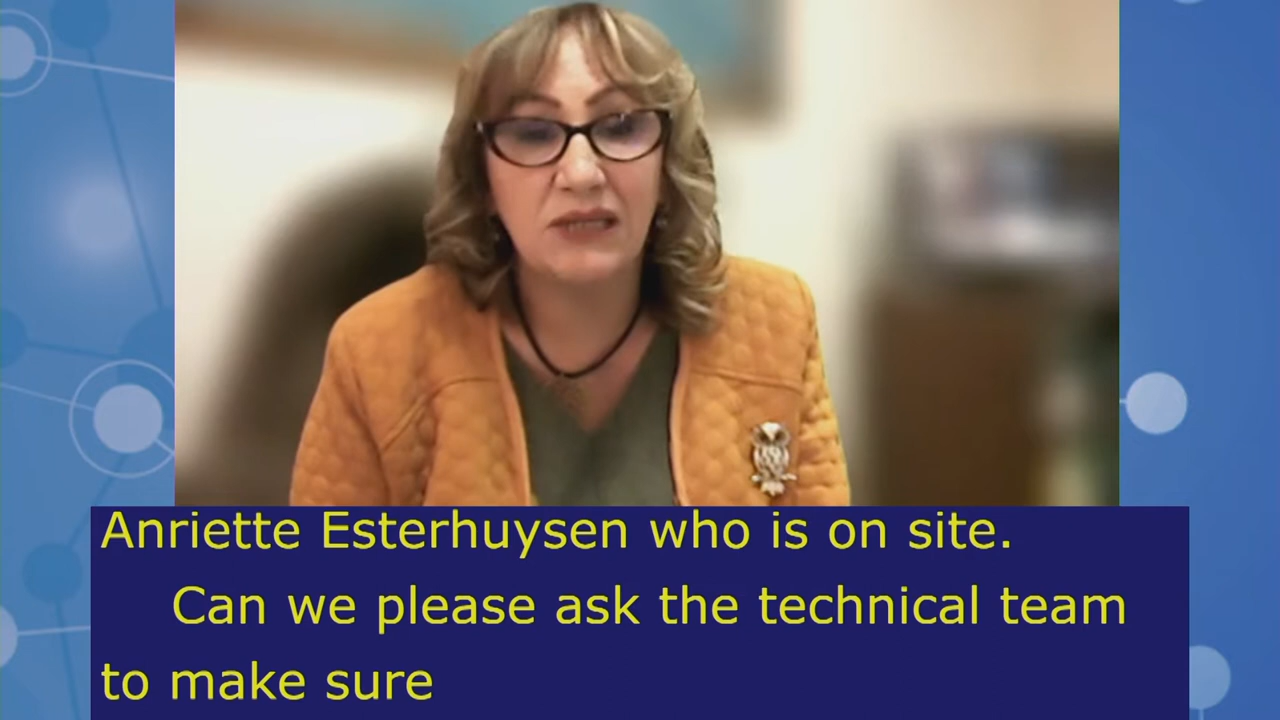 Anriette Esterhuysen who is on site.
Can we please ask the technical team
to make sure